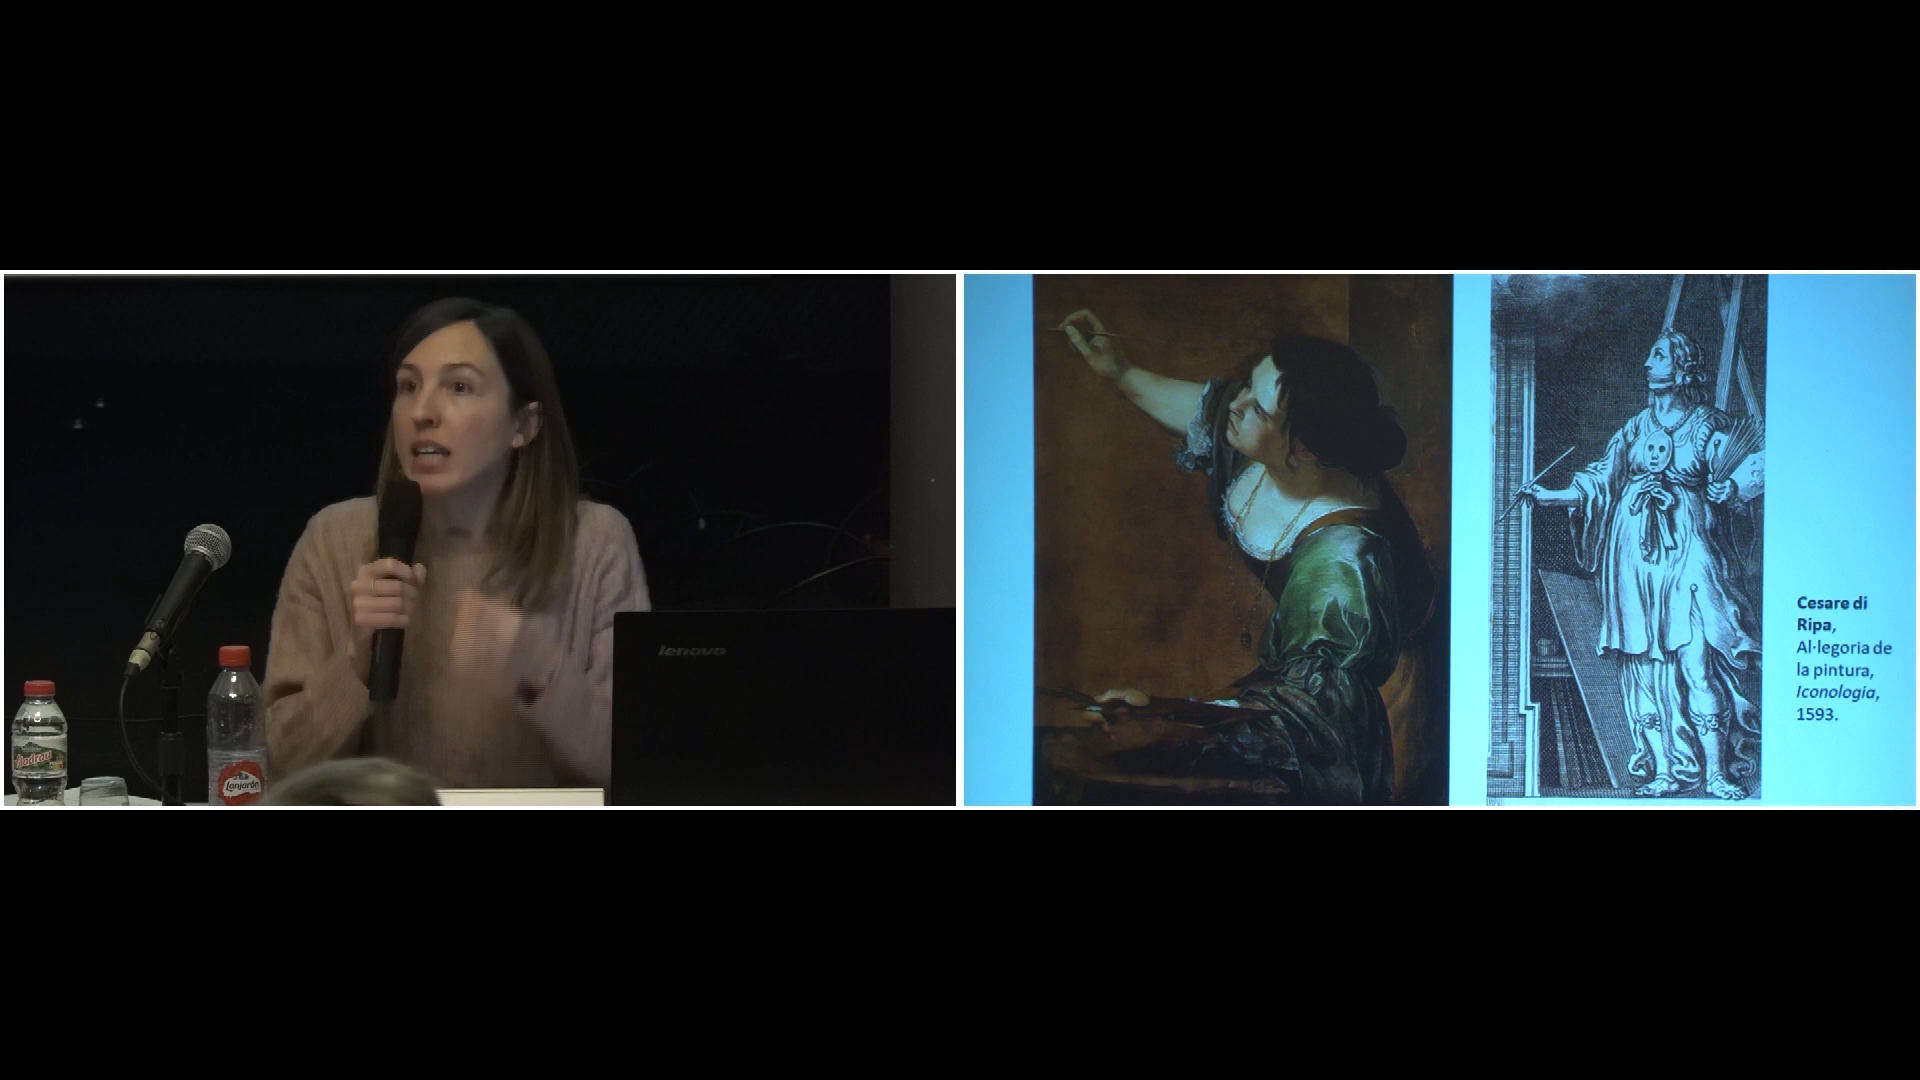 lenovo
Lanjarón
Cesare di
Ripa,
Al·legoria de
la pintura,
Iconologia,
1593.